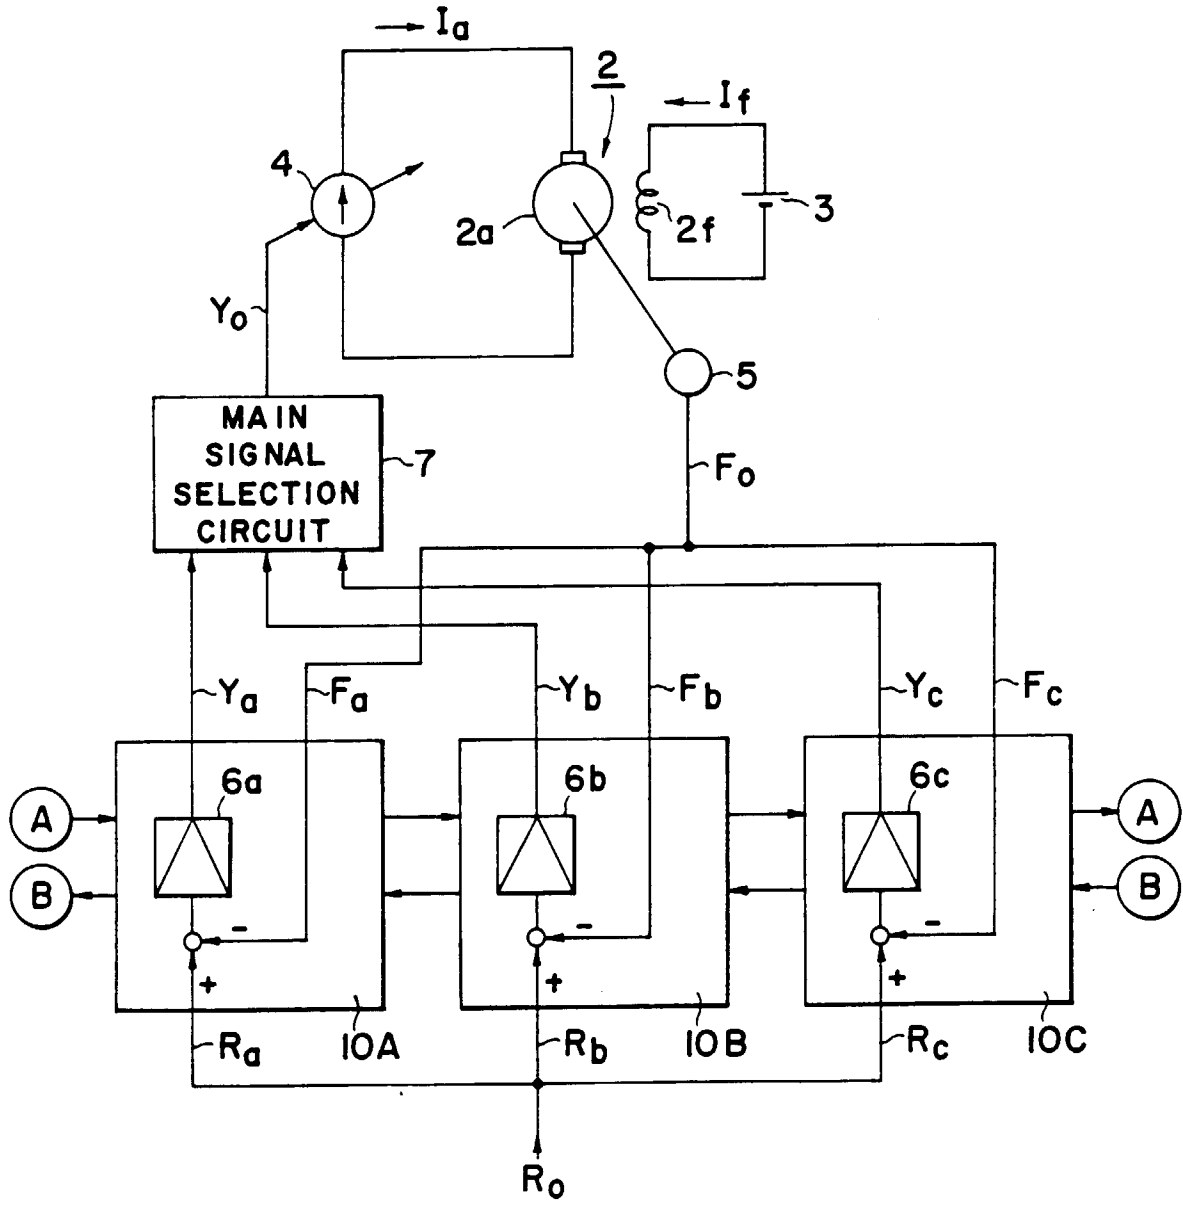 Ia
2
If
4
2a
2f
3
Yo
5
MAIN
SIGNAL
SELECTION
CIRCUIT
7
Fo
Ya
Fa
Yb
Fb
Yc
Fc
6a
6b
6c
A
A
B
B
-
-
-
+
+
+
Ra
10A
Rb
10B
Rc
10C
Ro